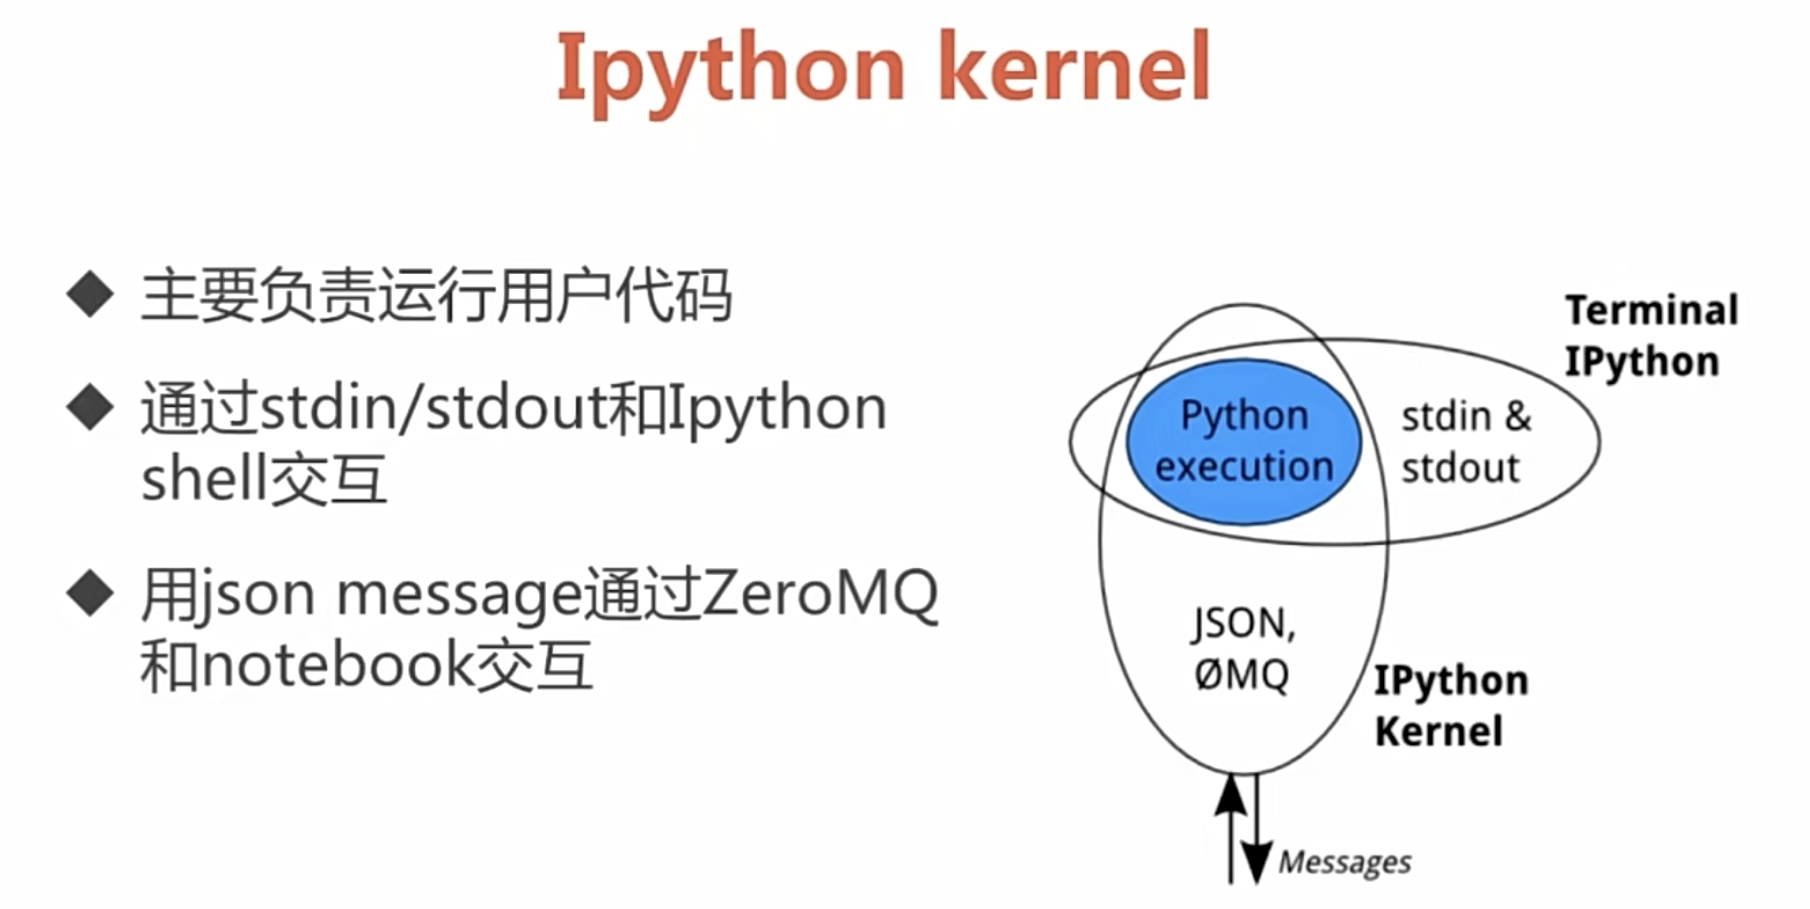 Ipython kernel
主要负责运行用户代码
通过stdin/stdout和Ipython
shell交互
用json message通过ZeroMQ
和notebook交互
Terminal
IPython
Python
execution
stdin &
stdout
JSON,
ØMQ
IPython
Kernel
Messages